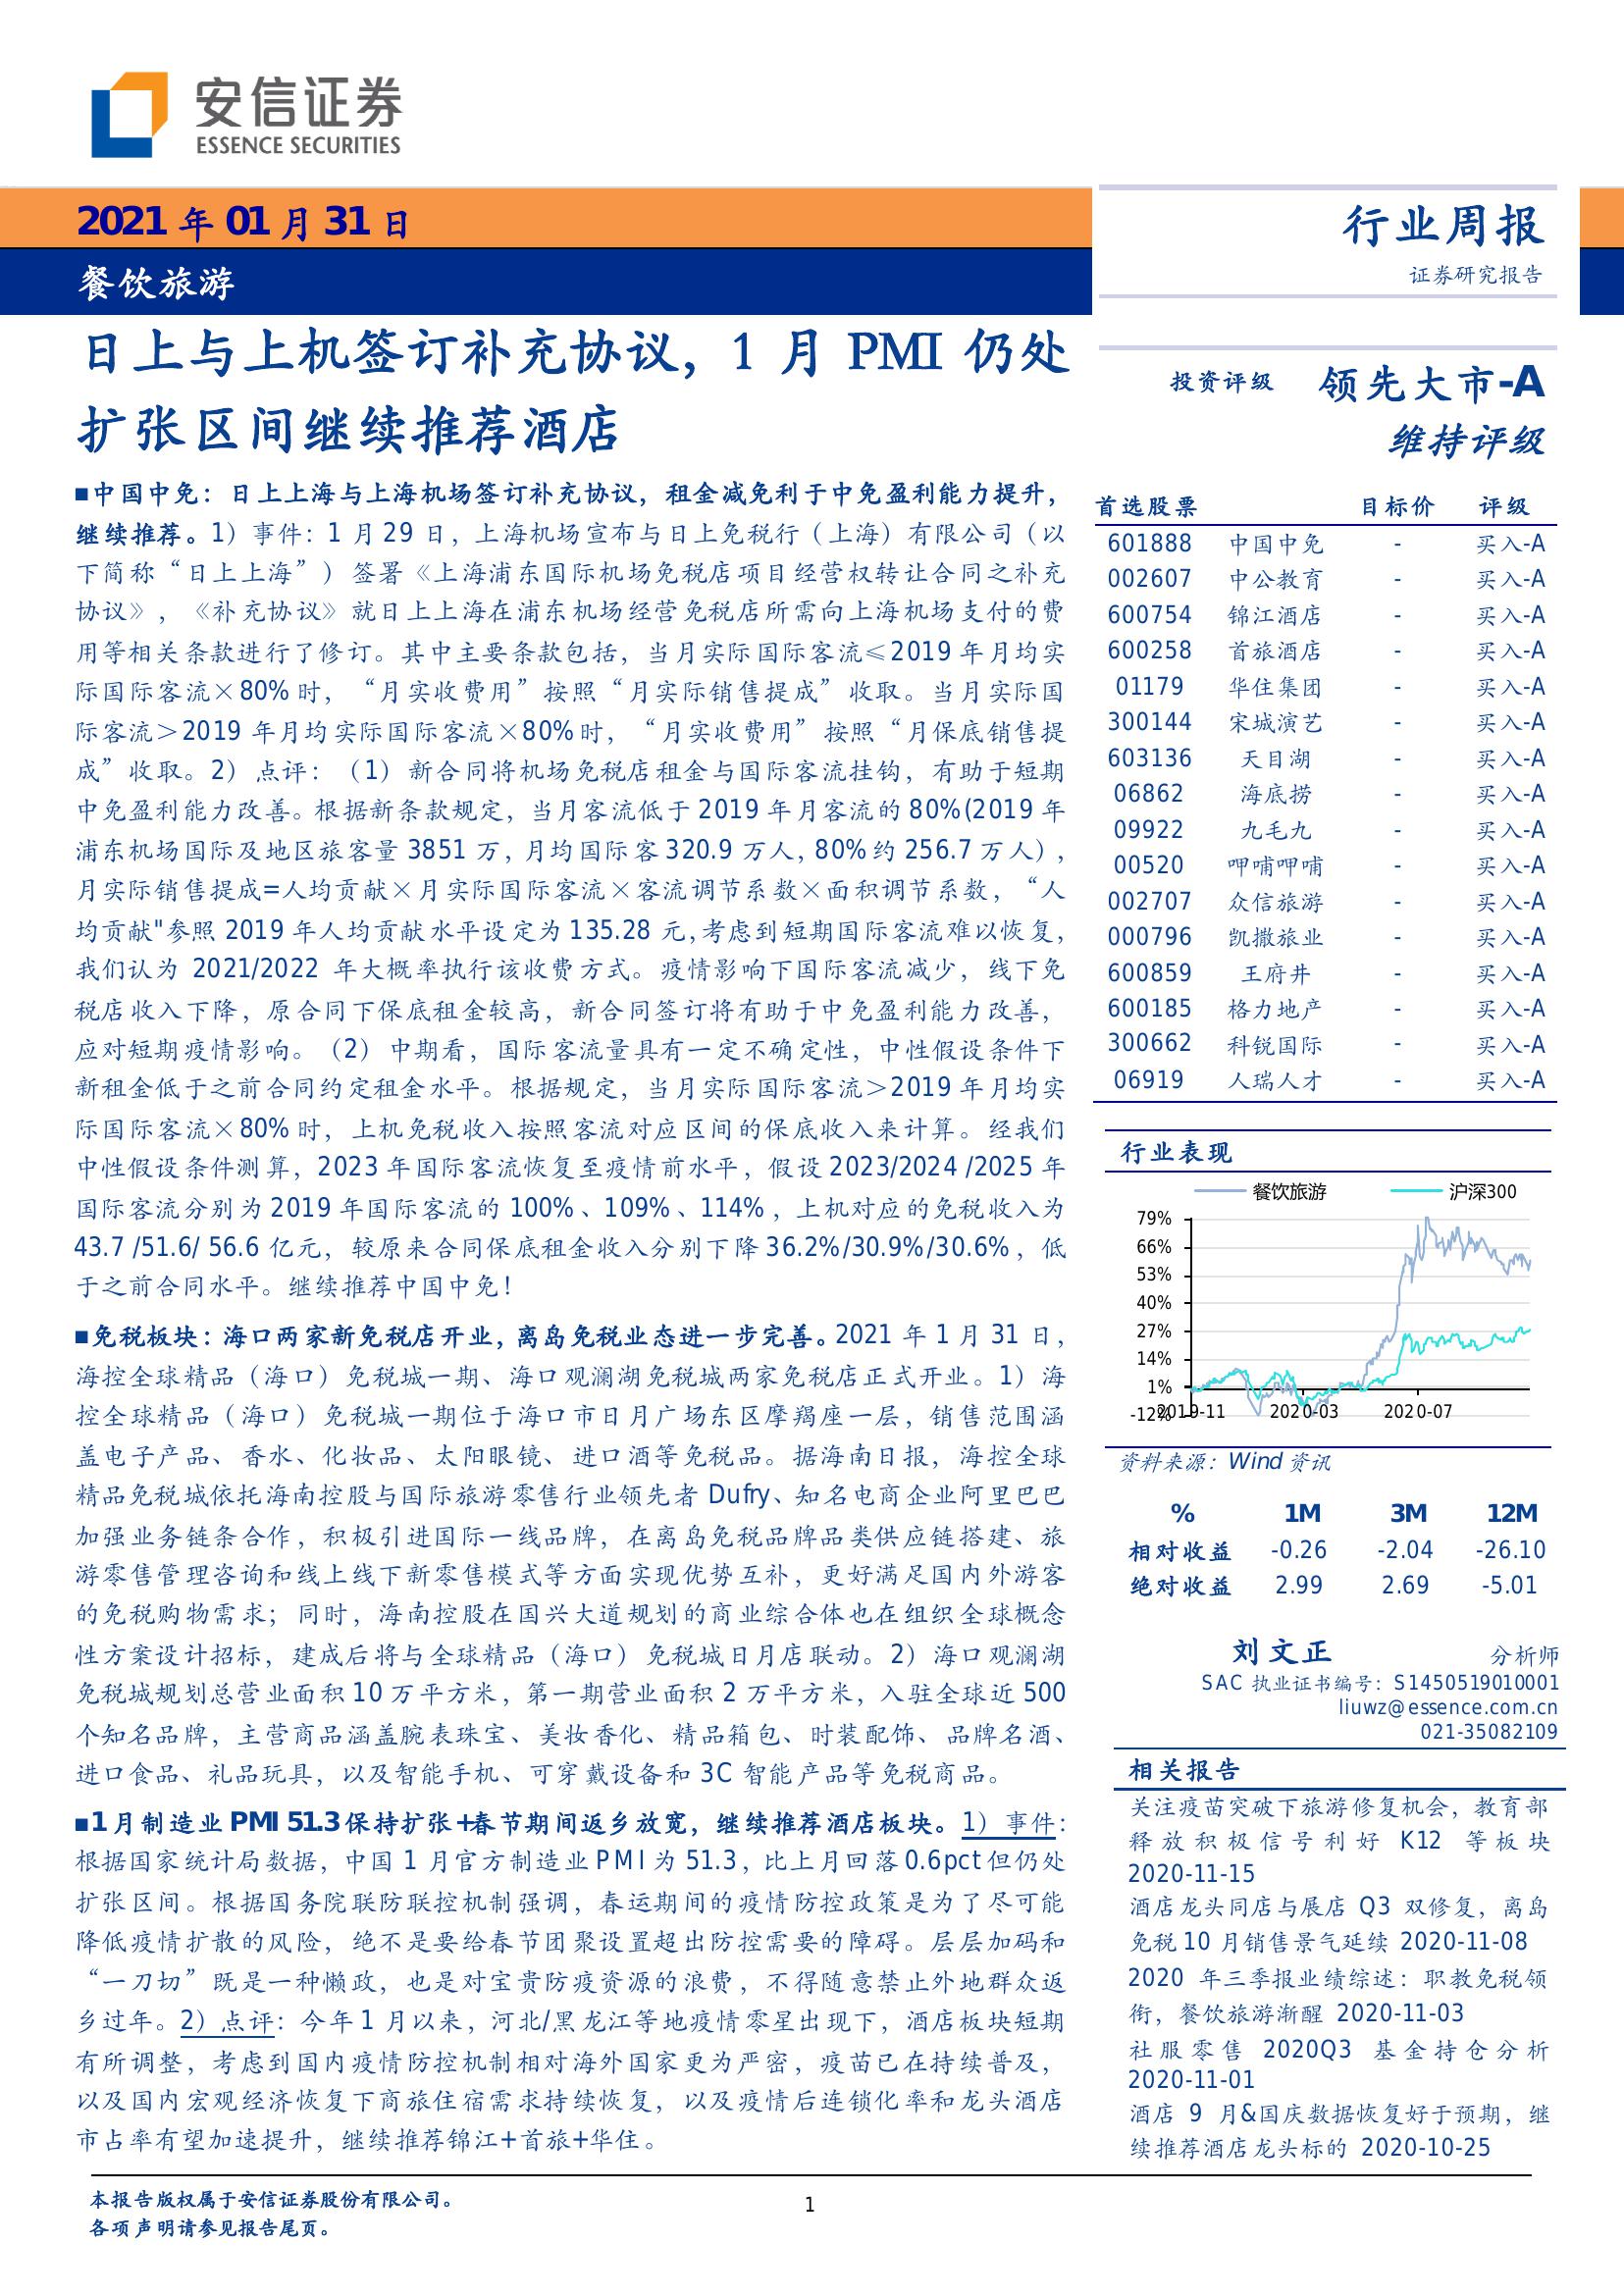 安信证券
ESSENCE SECURITIES
2021 年 01 月 31 日
餐饮旅游
行业周报
证券研究报告
日上与上机签订补充协议，1 月 PMI 仍处
扩张区间继续推荐酒店
■中国中免：日上上海与上海机场签订补充协议，租金减免利于中免盈利能力提升，
继续推荐。1）事件：1 月 29 日，上海机场宣布与日上免税行（上海）有限公司（以
下简称“日上上海”）签署《上海浦东国际机场免税店项目经营权转让合同之补充
协议》，《补充协议》就日上上海在浦东机场经营免税店所需向上海机场支付的费
用等相关条款进行了修订。其中主要条款包括，当月实际国际客流≤2019 年月均实
际国际客流×80% 时，“月实收费用”按照“月实际销售提成”收取。当月实际国
际客流＞2019 年月均实际国际客流×80%时，“月实收费用”按照“月保底销售提
成”收取。2）点评：（1）新合同将机场免税店租金与国际客流挂钩，有助于短期
中免盈利能力改善。根据新条款规定，当月客流低于 2019 年月客流的 80%(2019 年
浦东机场国际及地区旅客量 3851 万，月均国际客 320.9 万人，80%约 256.7 万人），
月实际销售提成=人均贡献×月实际国际客流×客流调节系数×面积调节系数，“人
均贡献"参照 2019 年人均贡献水平设定为 135.28 元,考虑到短期国际客流难以恢复，
我们认为 2021/2022 年大概率执行该收费方式。疫情影响下国际客流减少，线下免
税店收入下降，原合同下保底租金较高，新合同签订将有助于中免盈利能力改善，
应对短期疫情影响。（2）中期看，国际客流量具有一定不确定性，中性假设条件下
新租金低于之前合同约定租金水平。根据规定，当月实际国际客流＞2019 年月均实
际国际客流×80% 时，上机免税收入按照客流对应区间的保底收入来计算。经我们
中性假设条件测算，2023 年国际客流恢复至疫情前水平，假设 2023/2024 /2025 年
国际客流分别为 2019 年国际客流的 100%、109%、114%，上机对应的免税收入为
43.7 /51.6/ 56.6 亿元，较原来合同保底租金收入分别下降 36.2%/30.9%/30.6%，低
于之前合同水平。继续推荐中国中免！
■免税板块：海口两家新免税店开业，离岛免税业态进一步完善。2021 年 1 月 31 日，
海控全球精品（海口）免税城一期、海口观澜湖免税城两家免税店正式开业。1）海
控全球精品（海口）免税城一期位于海口市日月广场东区摩羯座一层，销售范围涵
盖电子产品、香水、化妆品、太阳眼镜、进口酒等免税品。据海南日报，海控全球
精品免税城依托海南控股与国际旅游零售行业领先者 Dufry、知名电商企业阿里巴巴
加强业务链条合作，积极引进国际一线品牌，在离岛免税品牌品类供应链搭建、旅
游零售管理咨询和线上线下新零售模式等方面实现优势互补，更好满足国内外游客
的免税购物需求；同时，海南控股在国兴大道规划的商业综合体也在组织全球概念
性方案设计招标，建成后将与全球精品（海口）免税城日月店联动。2）海口观澜湖
免税城规划总营业面积 10 万平方米，第一期营业面积 2 万平方米，入驻全球近 500
个知名品牌，主营商品涵盖腕表珠宝、美妆香化、精品箱包、时装配饰、品牌名酒、
进口食品、礼品玩具，以及智能手机、可穿戴设备和 3C 智能产品等免税商品。
■1 月制造业 PMI 51.3 保持扩张+春节期间返乡放宽，继续推荐酒店板块。1）事件：
根据国家统计局数据，中国 1 月官方制造业 PMI 为 51.3，比上月回落 0.6pct 但仍处
扩张区间。根据国务院联防联控机制强调，春运期间的疫情防控政策是为了尽可能
降低疫情扩散的风险，绝不是要给春节团聚设置超出防控需要的障碍。层层加码和
“一刀切”既是一种懒政，也是对宝贵防疫资源的浪费，不得随意禁止外地群众返
乡过年。2）点评：今年 1 月以来，河北/黑龙江等地疫情零星出现下，酒店板块短期
有所调整，考虑到国内疫情防控机制相对海外国家更为严密，疫苗已在持续普及，
以及国内宏观经济恢复下商旅住宿需求持续恢复，以及疫情后连锁化率和龙头酒店
市占率有望加速提升，继续推荐锦江+首旅+华住。
投资评级 领先大市-A
维持评级
首选股票 目标价 评级
601888 中国中免 - 买入-A
002607 中公教育 - 买入-A
600754 锦江酒店 - 买入-A
600258 首旅酒店 - 买入-A
01179 华住集团 - 买入-A
300144 宋城演艺 - 买入-A
603136 天目湖 - 买入-A
06862 海底捞 - 买入-A
09922 九毛九 - 买入-A
00520 呷哺呷哺 - 买入-A
002707 众信旅游 - 买入-A
000796 凯撒旅业 - 买入-A
600859 王府井 - 买入-A
600185 格力地产 - 买入-A
300662 科锐国际 - 买入-A
06919 人瑞人才 - 买入-A
行业表现
餐饮旅游 沪深300
79%
66%
53%
40%
27%
14%
1%
-12%
2019-11 2020-03 2020-07
资料来源：Wind 资讯
% 1M 3M 12M
相对收益 -0.26 -2.04 -26.10
绝对收益 2.99 2.69 -5.01
刘文正 分析师
SAC 执业证书编号：S1450519010001
liuwz@essence.com.cn
021-35082109
相关报告
关注疫苗突破下旅游修复机会，教育部
释放积极信号利好 K12 等板块
2020-11-15
酒店龙头同店与展店 Q3 双修复，离岛
免税 10 月销售景气延续 2020-11-08
2020 年三季报业绩综述：职教免税领
衔，餐饮旅游渐醒 2020-11-03
社服零售 2020Q3 基金持仓分析
2020-11-01
酒店 9 月&国庆数据恢复好于预期，继
续推荐酒店龙头标的 2020-10-25
本报告版权属于安信证券股份有限公司。
各项声明请参见报告尾页。
1